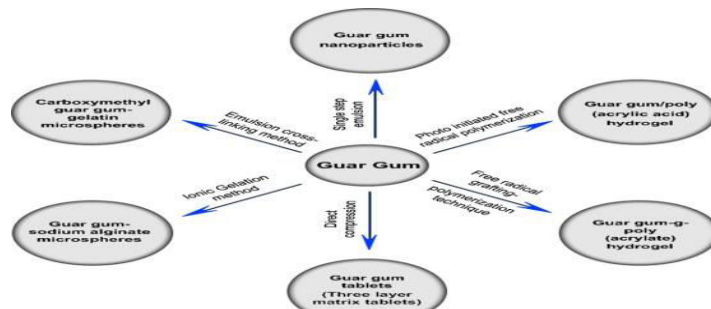 Guar gum
nanoparticles
Carboxymethyl
guar gum-
gelatin
microspheres
Emulsion cross-
linking method
Single step
emulsion
Photo initiated free
radical polymerization
Guar gum/poly
(acrylic acid)
hydrogel
Guar Gum
Ionic Gelation
method
Direct
compression
Free radical
grafting-
polymerization
technique
Guar gum-
sodium alginate
microspheres
Guar gum
tablets
(Three layer
matrix tablets)
Guar gum-g-
poly
(acrylate)
hydrogel